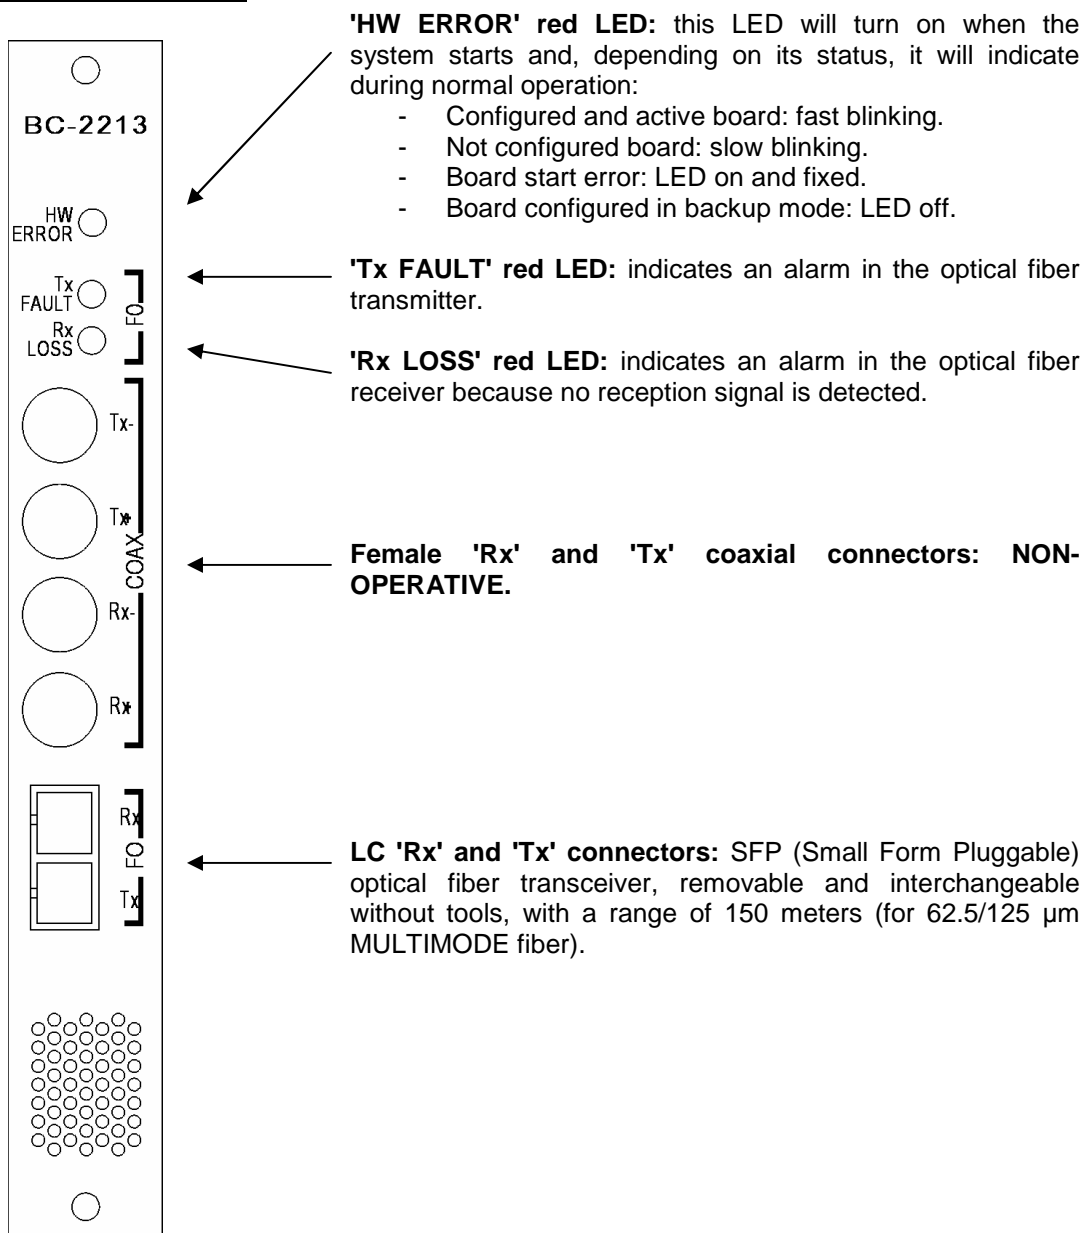 'HW ERROR' red LED: this LED will turn on when the
system starts and, depending on its status, it will indicate
during normal operation:
- Configured and active board: fast blinking.
- Not configured board: slow blinking.
- Board start error: LED on and fixed.
- Board configured in backup mode: LED off.
'Tx FAULT' red LED: indicates an alarm in the optical fiber
transmitter.
'Rx LOSS' red LED: indicates an alarm in the optical fiber
receiver because no reception signal is detected.
Female 'Rx' and 'Tx' coaxial connectors: NON-
OPERATIVE.
LC 'Rx' and 'Tx' connectors: SFP (Small Form Pluggable)
optical fiber transceiver, removable and interchangeable
without tools, with a range of 150 meters (for 62.5/125 µm
MULTIMODE fiber).
BC-2213
HW
ERROR
Tx
FAULT
Rx
LOSS
FO
Tx-
Tx+
COAX
Rx-
Rx+
Rx
FO
Tx